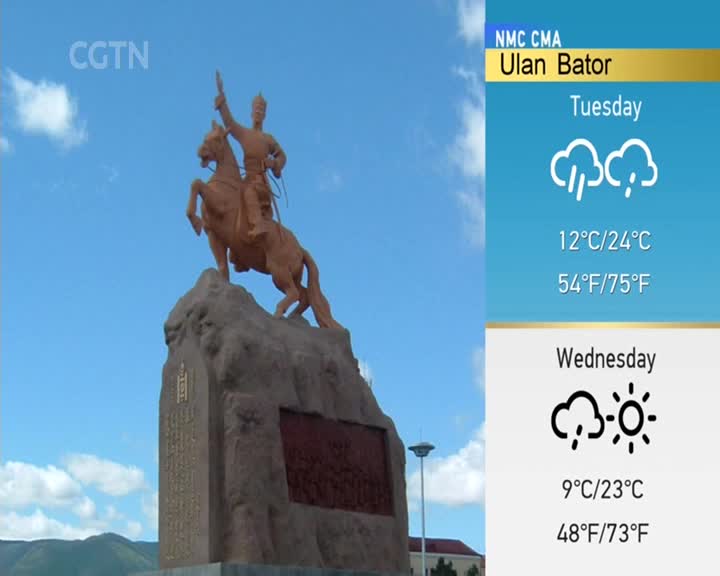 CGTN
NMC CMA
Ulan Bator
Tuesday
12°C/24°C
54°F/75°F
Wednesday
9°C/23°C
48°F/73°F